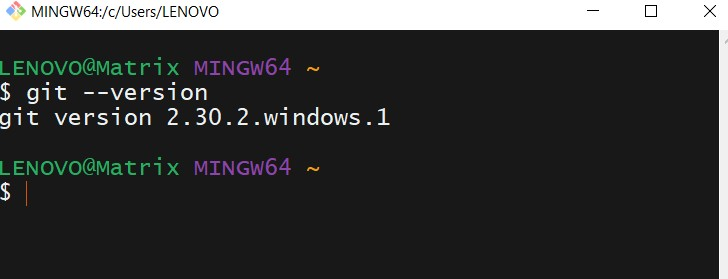 MINGW64:/c/Users/LENOVO
LENOVO@Matrix MINGW64 ~
$ git --version
git version 2.30.2.windows.1
LENOVO@Matrix MINGW64 ~
$